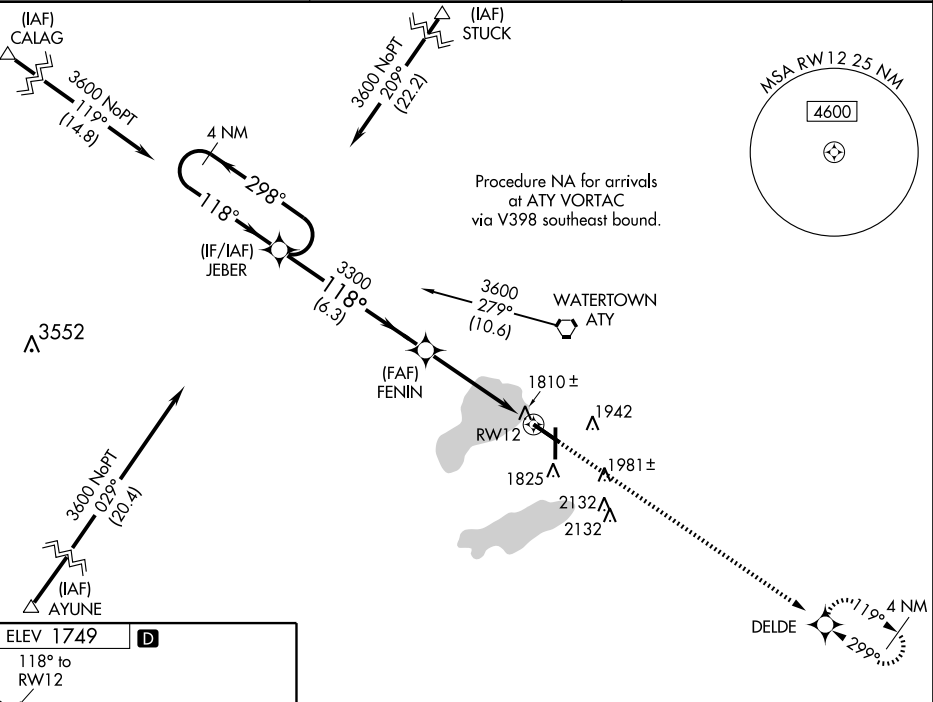 (IAF)
CALAG
3600 NoPT
119°
(14.8)
(IAF)
STUCK
3600 NoPT
209°
(22.2)
MSA RW12 25 NM
4600
4 NM
298°
118°
(IF/IAF)
JEBER
Procedure NA for arrivals
at ATY VORTAC
via V398 southeast bound.
3300
118°
(6.3)
3600
279°
(10.6)
WATERTOWN
ATY
3552
(FAF)
FENIN
1810 ±
1942
RW12
1825
1981 ±
2132
2132
3600 NoPT
029°
(20.4)
(IAF)
AYUNE
DELDE
119°
4 NM
299°
ELEV 1749
D
118° to
RW12